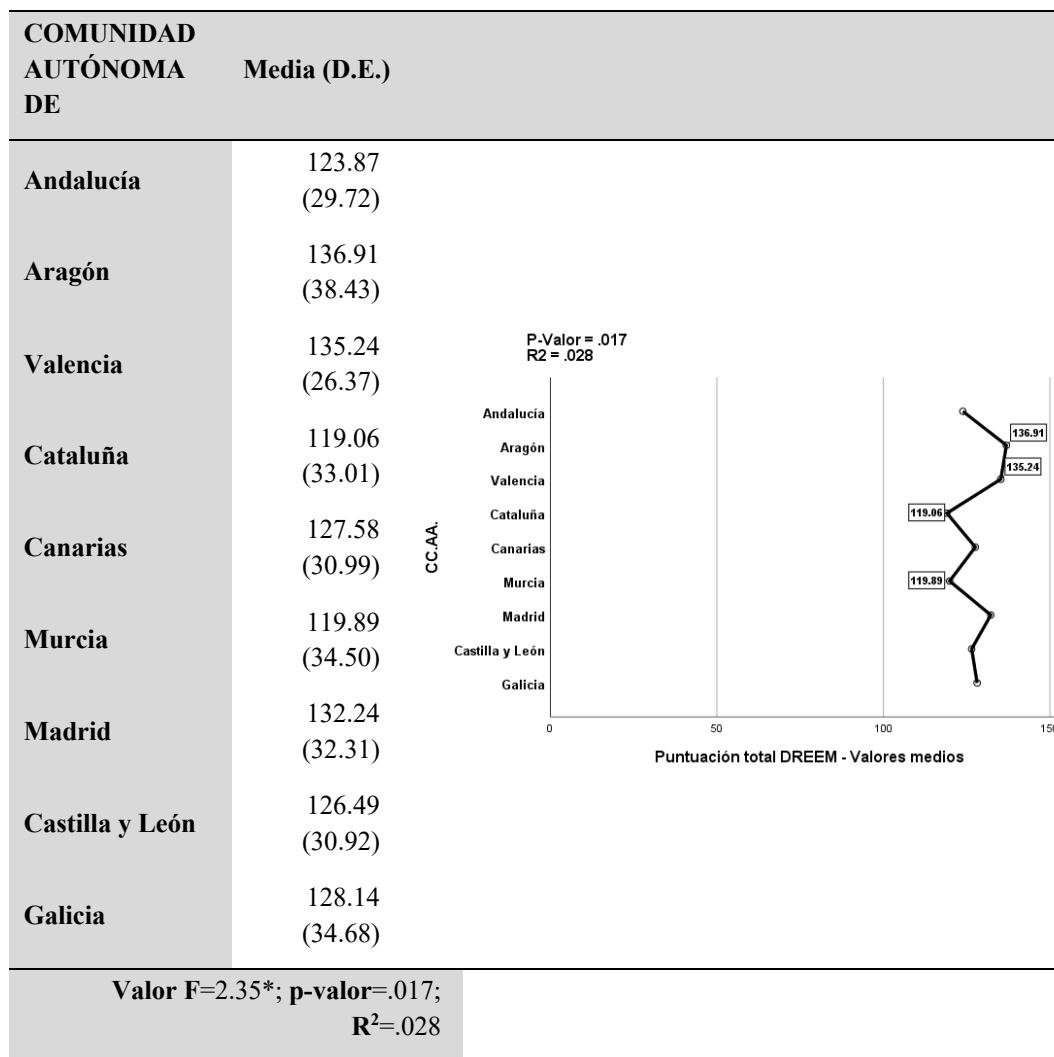 COMUNIDAD
AUTÓNOMA
DE
Media (D.E.)
Andalucía
123.87
(29.72)
Aragón
136.91
(38.43)
Valencia
135.24
(26.37)
Cataluña
119.06
(33.01)
Canarias
127.58
(30.99)
Murcia
119.89
(34.50)
Madrid
132.24
(32.31)
Castilla y León
126.49
(30.92)
Galicia
128.14
(34.68)
P-Valor = .017
R2 = .028
CC.AA.
Andalucía
Aragón
Valencia
Cataluña
Canarias
Murcia
Madrid
Castilla y León
Galicia
136.91
135.24
119.06
119.89
0 50 100 150
Puntuación total DREEM - Valores medios
Valor F=2.35*; p-valor=.017;
R²=.028